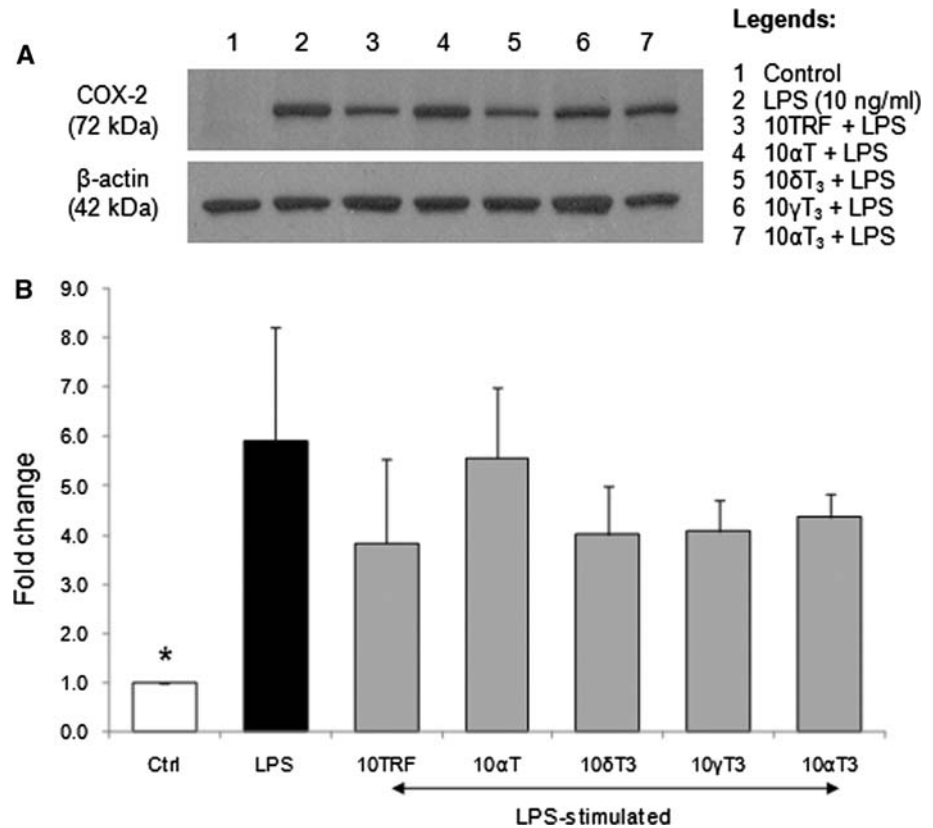 A
1 2 3 4 5 6 7
COX-2
(72 kDa)
β-actin
(42 kDa)
Legends:
1 Control
2 LPS (10 ng/ml)
3 10TRF + LPS
4 10αT + LPS
5 10δT₃ + LPS
6 10γT₃ + LPS
7 10αT₃ + LPS
B
Fold change
9.0
8.0
7.0
6.0
5.0
4.0
3.0
2.0
1.0
0.0
*
Ctrl LPS 10TRF 10αT 10δT3 10γT3 10αT3
LPS-stimulated